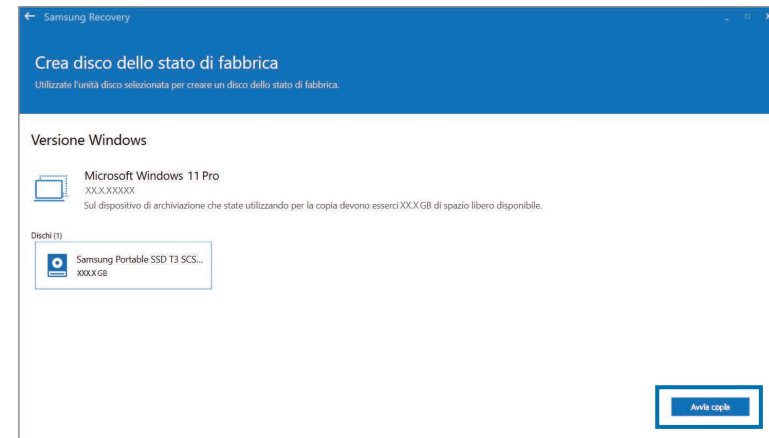 Samsung Recovery
Crea disco dello stato di fabbrica
Utilizzate l'unità disco selezionata per creare un disco dello stato di fabbrica.
Versione Windows
Microsoft Windows 11 Pro
XX.X.XXXXX
Sul dispositivo di archiviazione che state utilizzando per la copia devono esserci XX.X GB di spazio libero disponibile.
Dischi (1)
Samsung Portable SSD T3 SCS...
XXX.X GB
Avvia copia